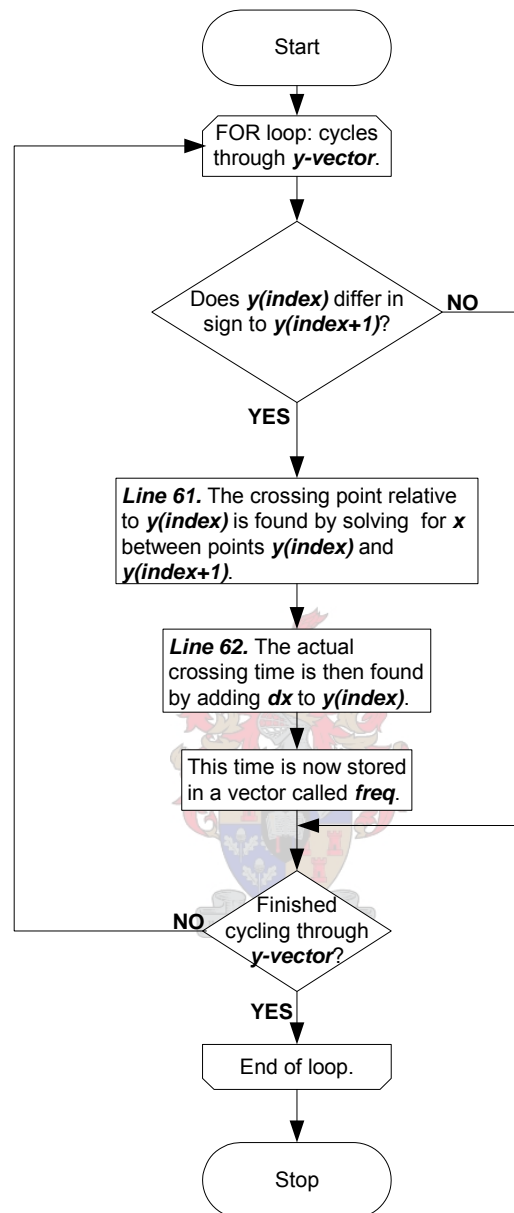 Start
FOR loop: cycles
through y-vector.
Does y(index) differ in
sign to y(index+1)?
NO
YES
Line 61. The crossing point relative
to y(index) is found by solving for x
between points y(index) and
y(index+1).
Line 62. The actual
crossing time is then found
by adding dx to y(index).
This time is now stored
in a vector called freq.
NO
Finished
cycling through
y-vector?
YES
End of loop.
Stop